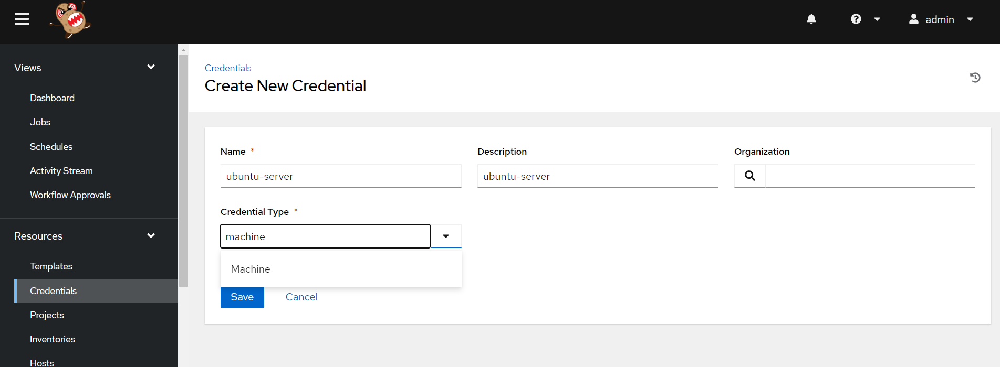 admin
Views
Dashboard
Jobs
Schedules
Activity Stream
Workflow Approvals
Resources
Templates
Credentials
Projects
Inventories
Hosts
Credentials
Create New Credential
Name *
Description
Organization
ubuntu-server
ubuntu-server
Credential Type *
machine
Machine
Save
Cancel